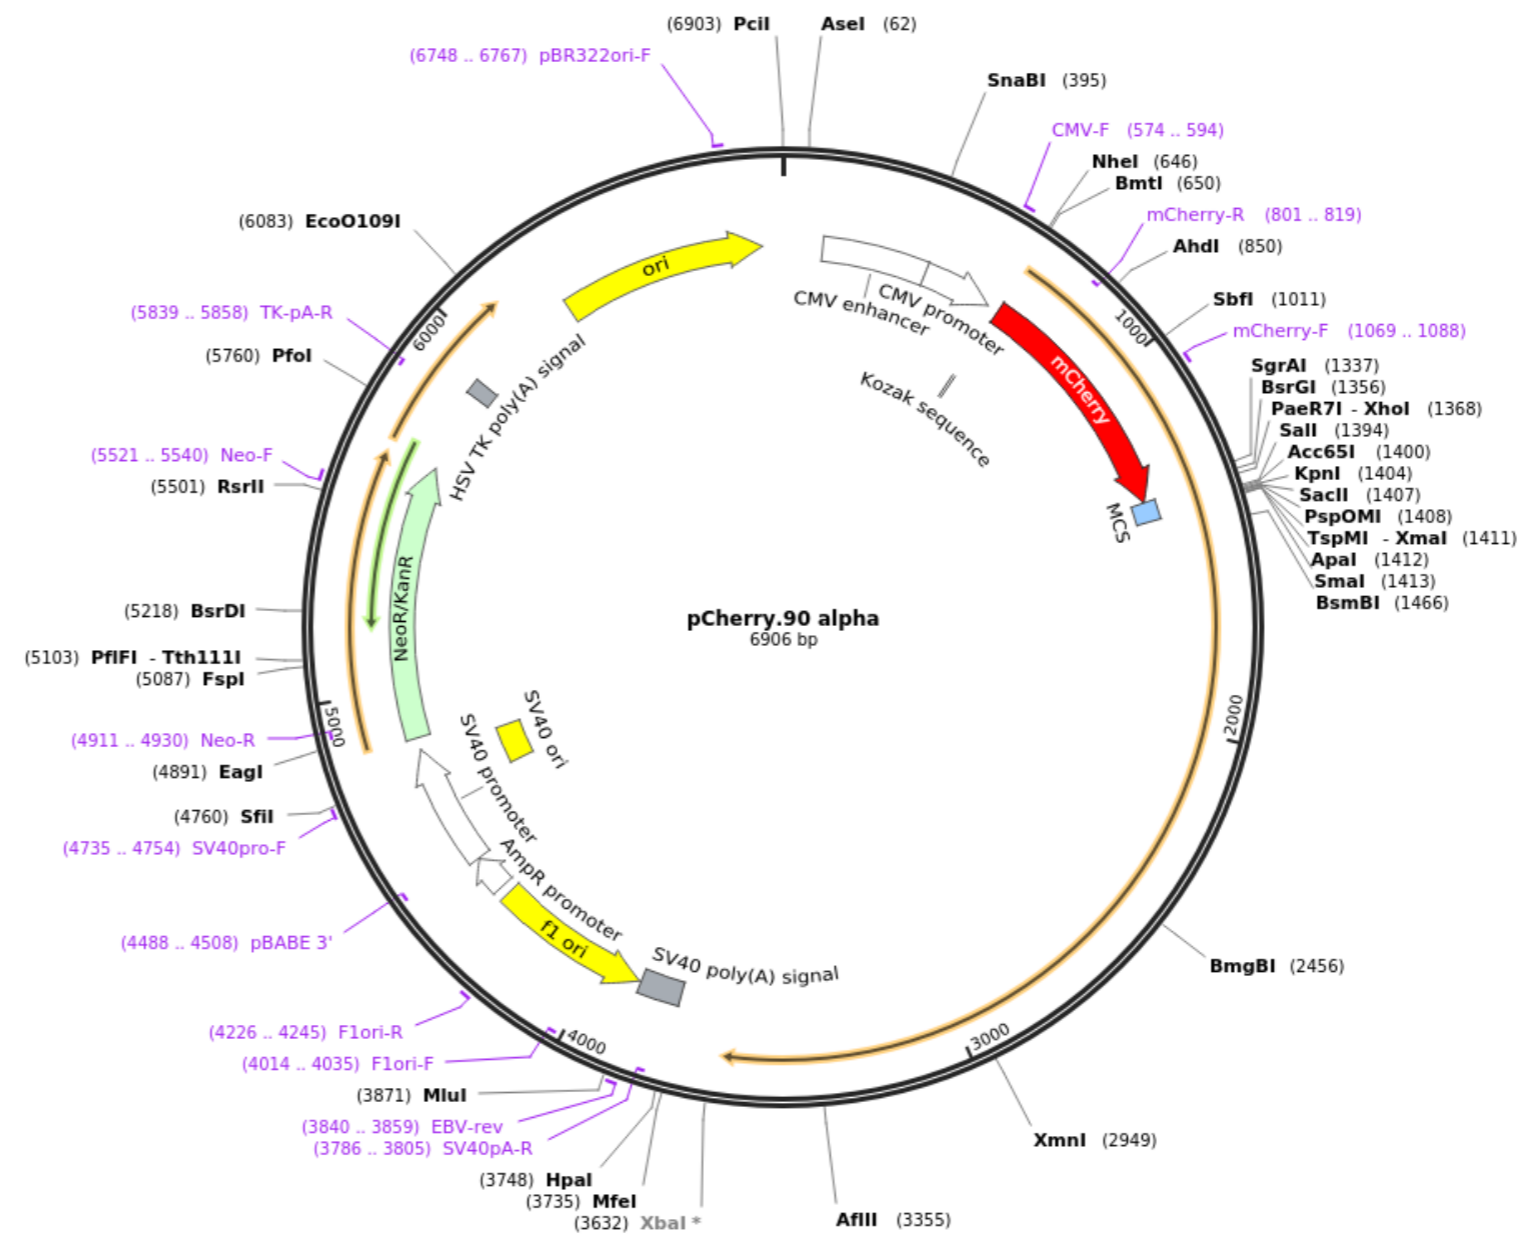 (6903) PciI
AseI (62)
(6748 .. 6767) pBR322ori-F
SnaBI (395)
CMV-F (574 .. 594)
NheI (646)
BmtI (650)
mCherry-R (801 .. 819)
AhdI (850)
SbfI (1011)
mCherry-F (1069 .. 1088)
SgrAI (1337)
BsrGI (1356)
PaeR7I - XhoI (1368)
SalI (1394)
Acc65I (1400)
KpnI (1404)
SacII (1407)
PspOMI (1408)
TspMI - XmaI (1411)
ApaI (1412)
SmaI (1413)
BsmBI (1466)
BmgBI (2456)
XmnI (2949)
AflII (3355)
(3632) XbaI *
(3735) MfeI
(3748) HpaI
(3786 .. 3805) SV40pA-R
(3840 .. 3859) EBV-rev
(3871) MluI
(4014 .. 4035) F1ori-F
(4226 .. 4245) F1ori-R
(4488 .. 4508) pBABE 3'
(4735 .. 4754) SV40pro-F
(4760) SfiI
(4891) EagI
(4911 .. 4930) Neo-R
(5087) FspI
(5103) PflFI - Tth111I
(5218) BsrDI
(5501) RsrII
(5521 .. 5540) Neo-F
(5760) PfoI
(5839 .. 5858) TK-pA-R
(6083) EcoO109I
1000
2000
3000
4000
5000
6000
ori
CMV enhancer
CMV promoter
Kozak sequence
mCherry
MCS
HSV TK poly(A) signal
NeoR/KanR
pCherry.90 alpha
6906 bp
SV40 ori
SV40 promoter
AmpR promoter
f1 ori
SV40 poly(A) signal